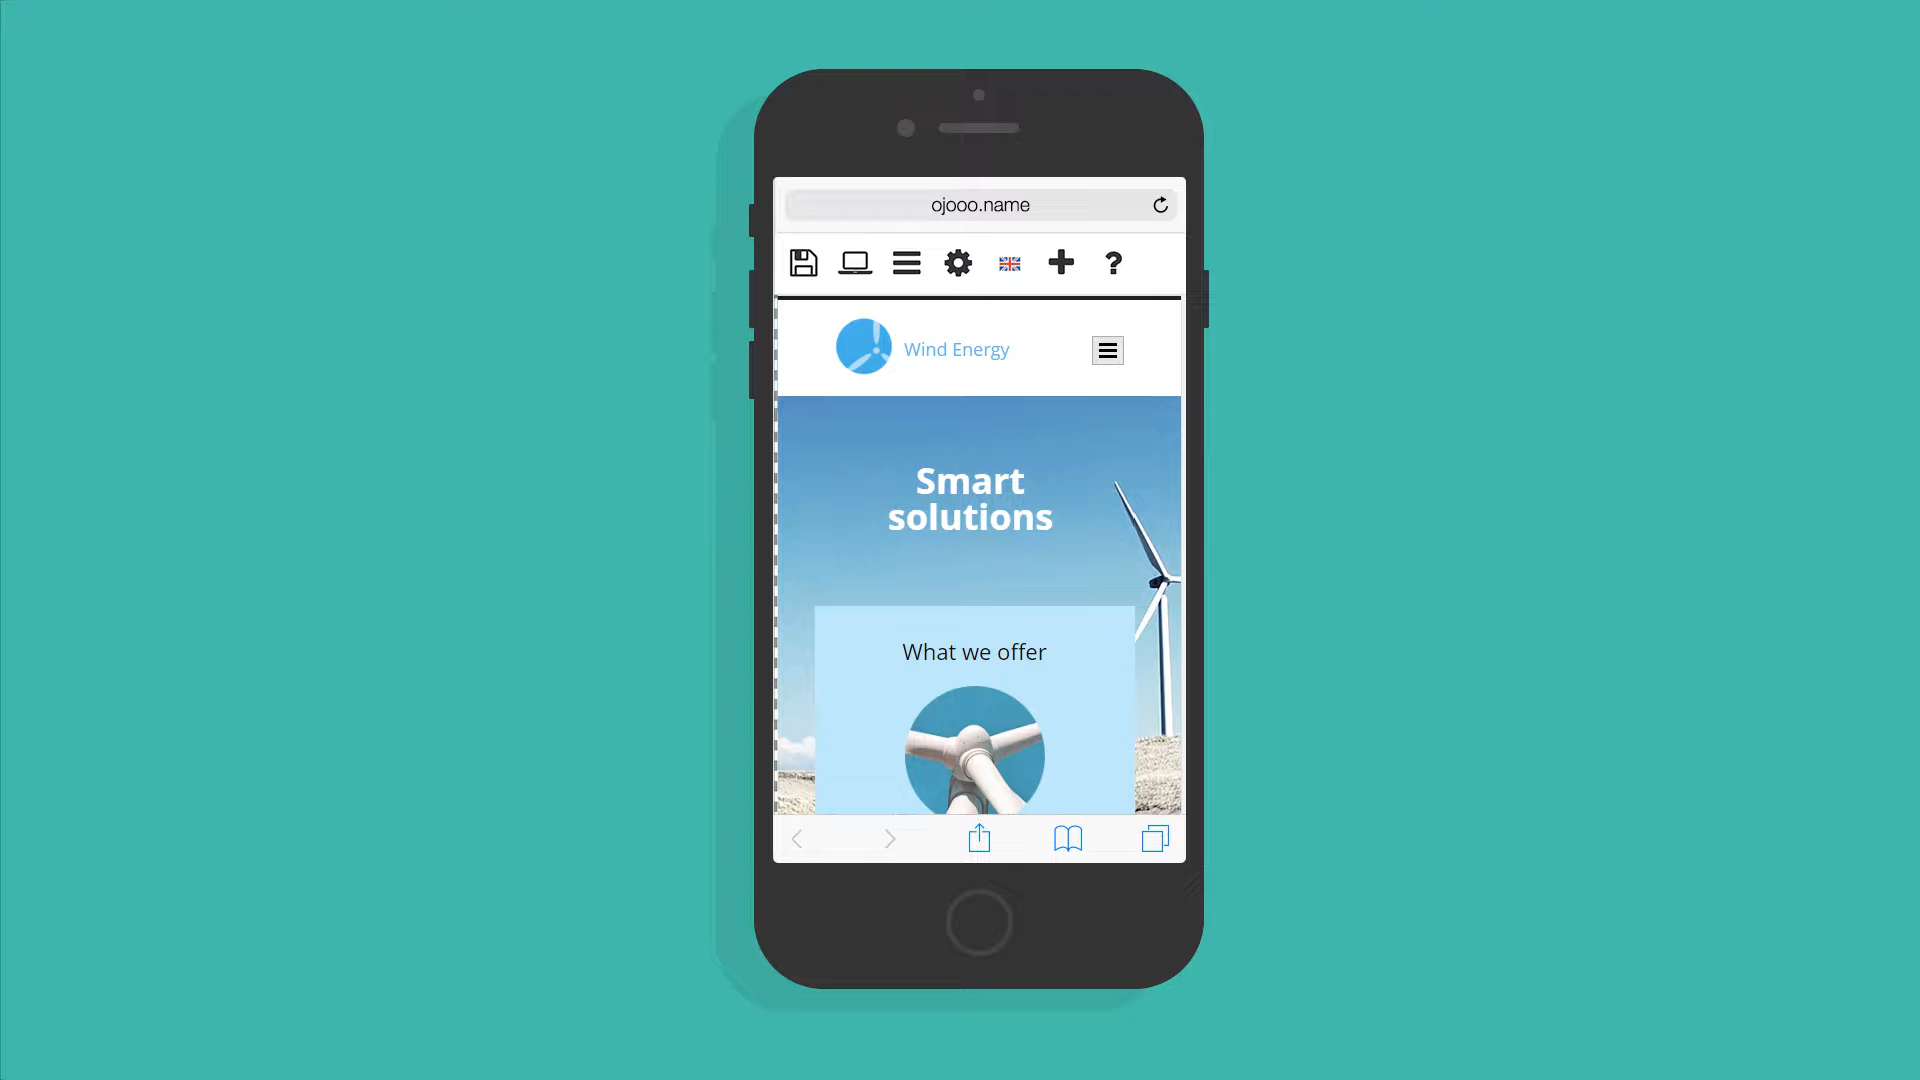 ojooo.name
?
Wind Energy
Smart
solutions
What we offer